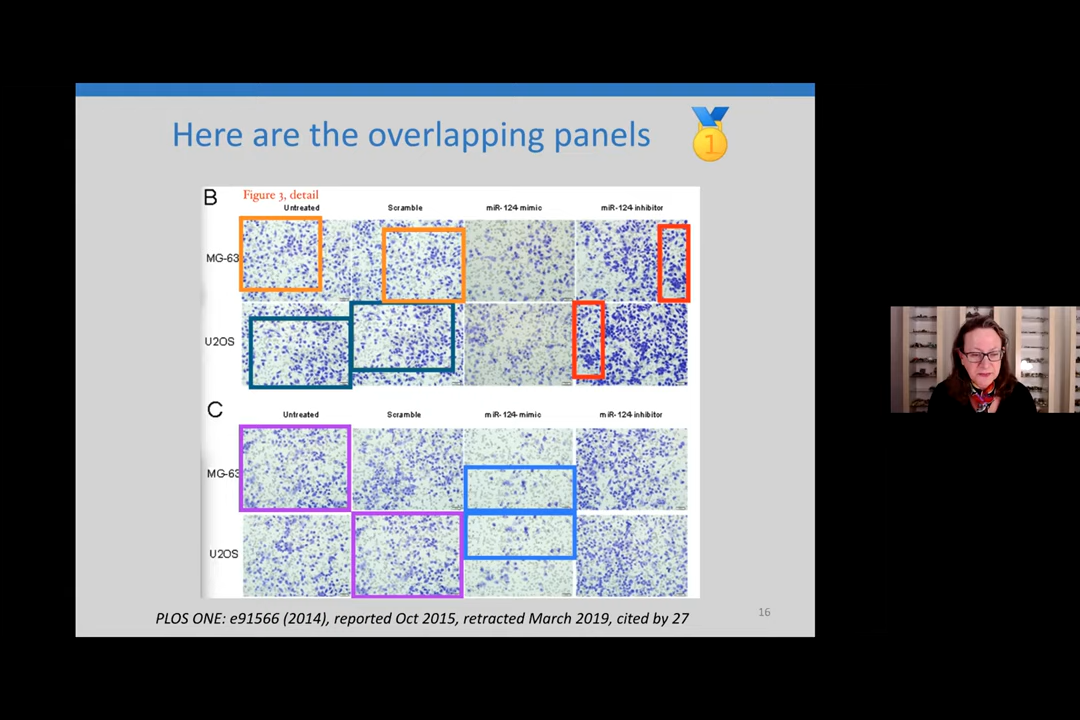 Here are the overlapping panels
1
B
Figure 3, detail
Untreated Scramble miR-124 mimic miR-124 inhibitor
MG-63
U2OS
C
Untreated Scramble miR-124 mimic miR-124 inhibitor
MG-63
U2OS
PLOS ONE: e91566 (2014), reported Oct 2015, retracted March 2019, cited by 27
16